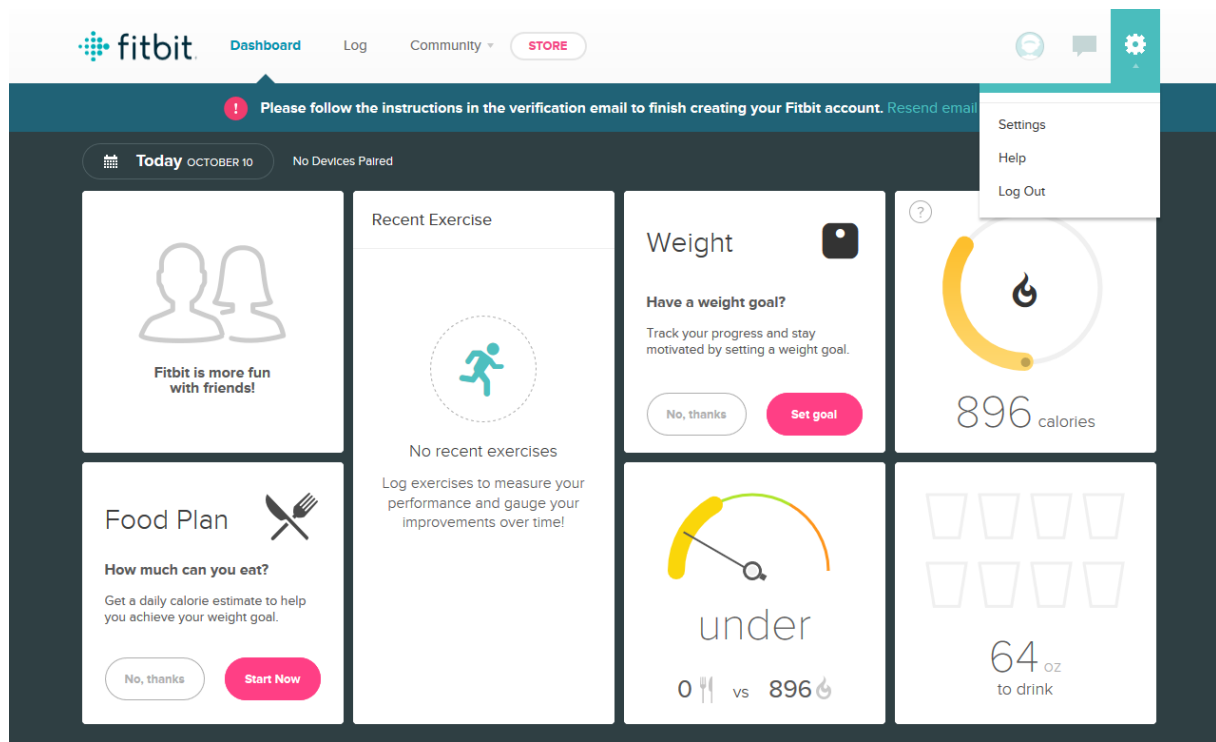 fitbit.
Dashboard
Log
Community
STORE
! Please follow the instructions in the verification email to finish creating your Fitbit account. Resend email
Settings
Help
Log Out
Today OCTOBER 10
No Devices Paired
Fitbit is more fun
with friends!
Recent Exercise
No recent exercises
Log exercises to measure your
performance and gauge your
improvements over time!
Weight
Have a weight goal?
Track your progress and stay
motivated by setting a weight goal.
No, thanks
Set goal
?
896 calories
Food Plan
How much can you eat?
Get a daily calorie estimate to help
you achieve your weight goal.
No, thanks
Start Now
under
0 vs 896
64 oz
to drink